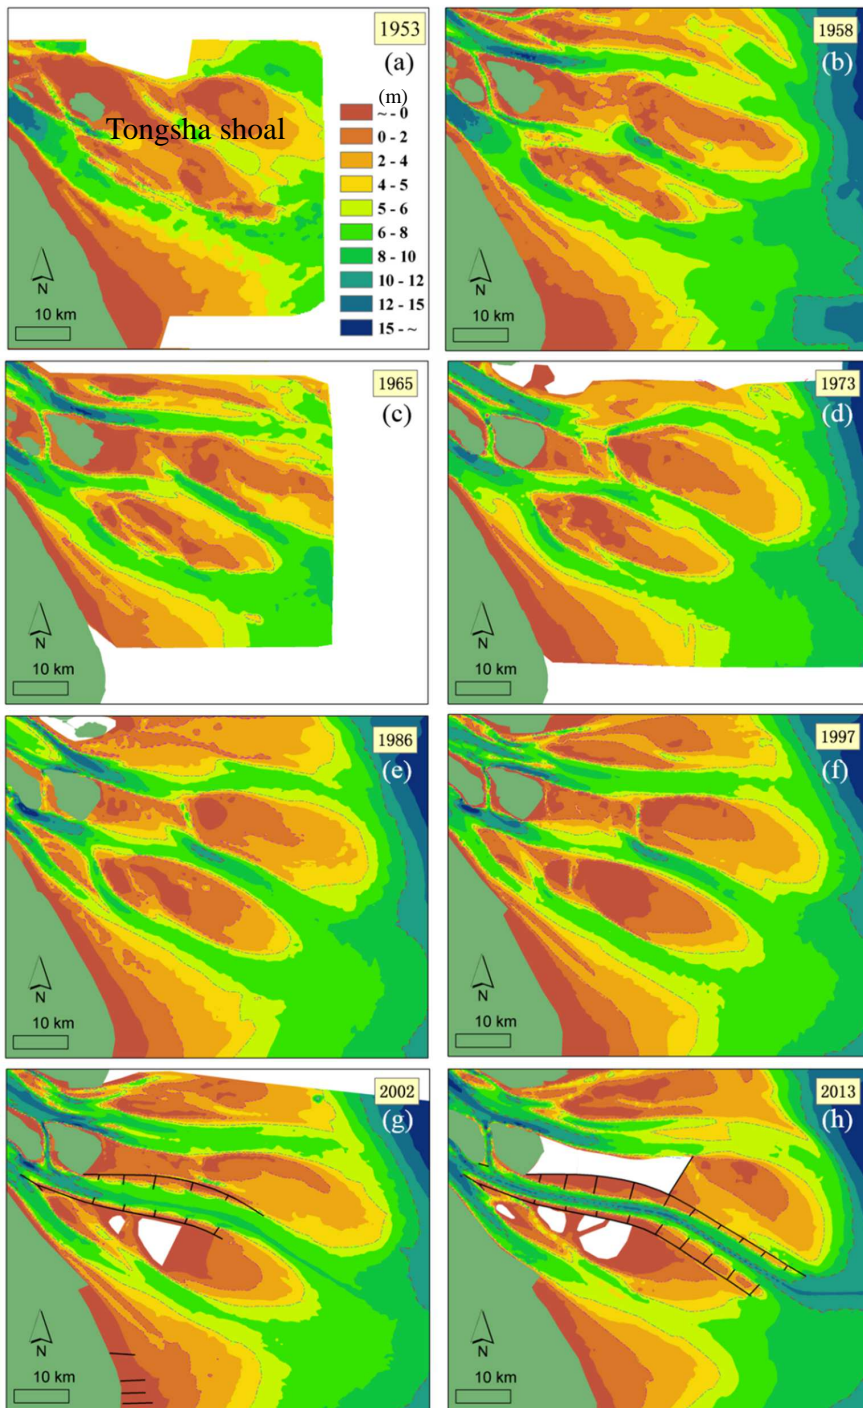 1953
(a)
(m)
Tongsha shoal
~ - 0
0 - 2
2 - 4
4 - 5
5 - 6
6 - 8
8 - 10
10 - 12
12 - 15
15 - ~
N
10 km
1958
(b)
N
10 km
1965
(c)
N
10 km
1973
(d)
N
10 km
1986
(e)
N
10 km
1997
(f)
N
10 km
2002
(g)
N
10 km
2013
(h)
N
10 km